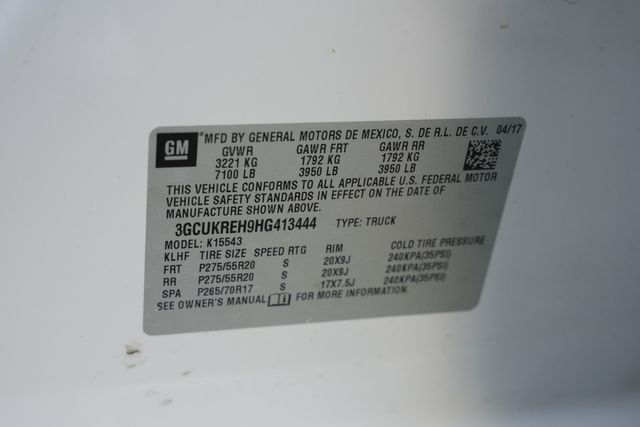 GM
MFD BY GENERAL MOTORS DE MEXICO, S. DE R.L. DE C.V. 04/17
GVWR GAWR FRT GAWR RR
3221 KG 1792 KG 1792 KG
7100 LB 3950 LB 3950 LB
THIS VEHICLE CONFORMS TO ALL APPLICABLE U.S. FEDERAL MOTOR
VEHICLE SAFETY STANDARDS IN EFFECT ON THE DATE OF
MANUFACTURE SHOWN ABOVE.
3GCUKREH9HG413444 TYPE: TRUCK
MODEL: K15543
KLHF TIRE SIZE SPEED RTG RIM COLD TIRE PRESSURE
FRT P275/55R20 S 20X9J 240KPA(35PSI)
RR P275/55R20 S 20X9J 240KPA(35PSI)
SPA P265/70R17 S 17X7.5J 240KPA(35PSI)
SEE OWNER'S MANUAL FOR MORE INFORMATION.